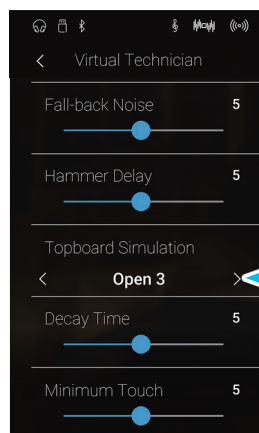 Virtual Technician
Fall-back Noise 5
Hammer Delay 5
Topboard Simulation
Open 3
Decay Time 5
Minimum Touch 5